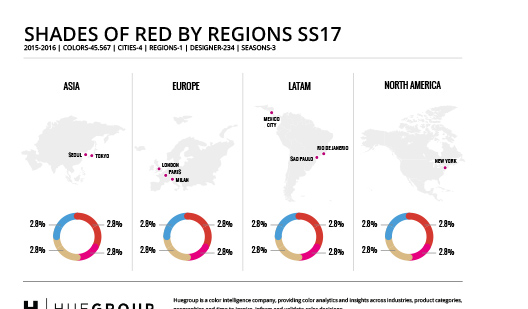 SHADES OF RED BY REGIONS SS17
2015-2016 | COLORS-45.567 | CITIES-4 | REGIONS-1 | DESIGNER-234 | SEASONS-3
ASIA
SEOUL
TOKYO
2.8%
2.8%
2.8%
2.8%
EUROPE
LONDON
PARIS
MILAN
2.8%
2.8%
2.8%
2.8%
LATAM
MEXICO
CITY
RIO DEJANERIO
SAO PAULO
2.8%
2.8%
2.8%
2.8%
NORTH AMERICA
NEW YORK
2.8%
2.8%
2.8%
2.8%
H | HUEGROUP
Huegroup is a color intelligence company, providing color analytics and insights across industries, product categories,